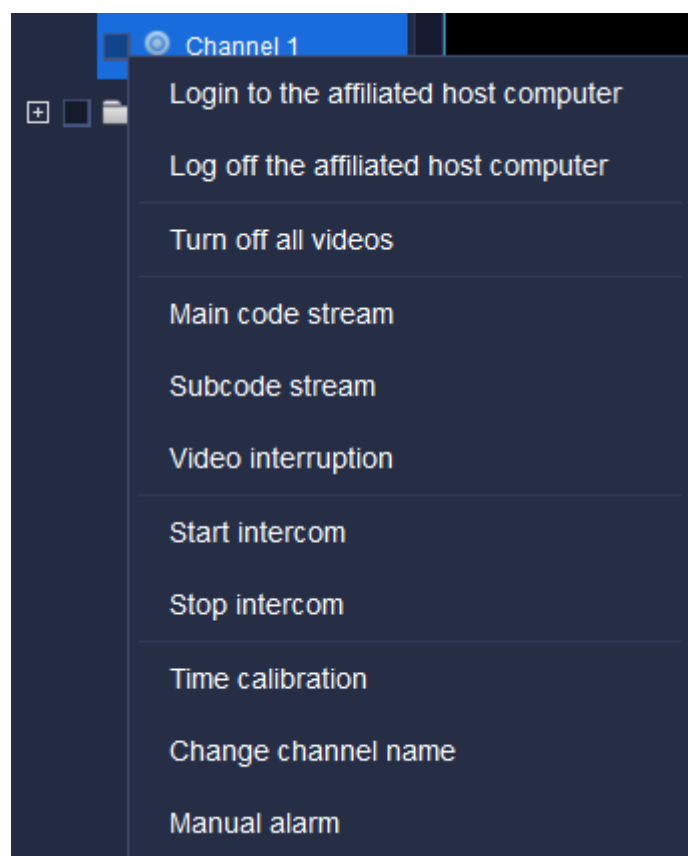 Channel 1
Login to the affiliated host computer
Log off the affiliated host computer
Turn off all videos
Main code stream
Subcode stream
Video interruption
Start intercom
Stop intercom
Time calibration
Change channel name
Manual alarm